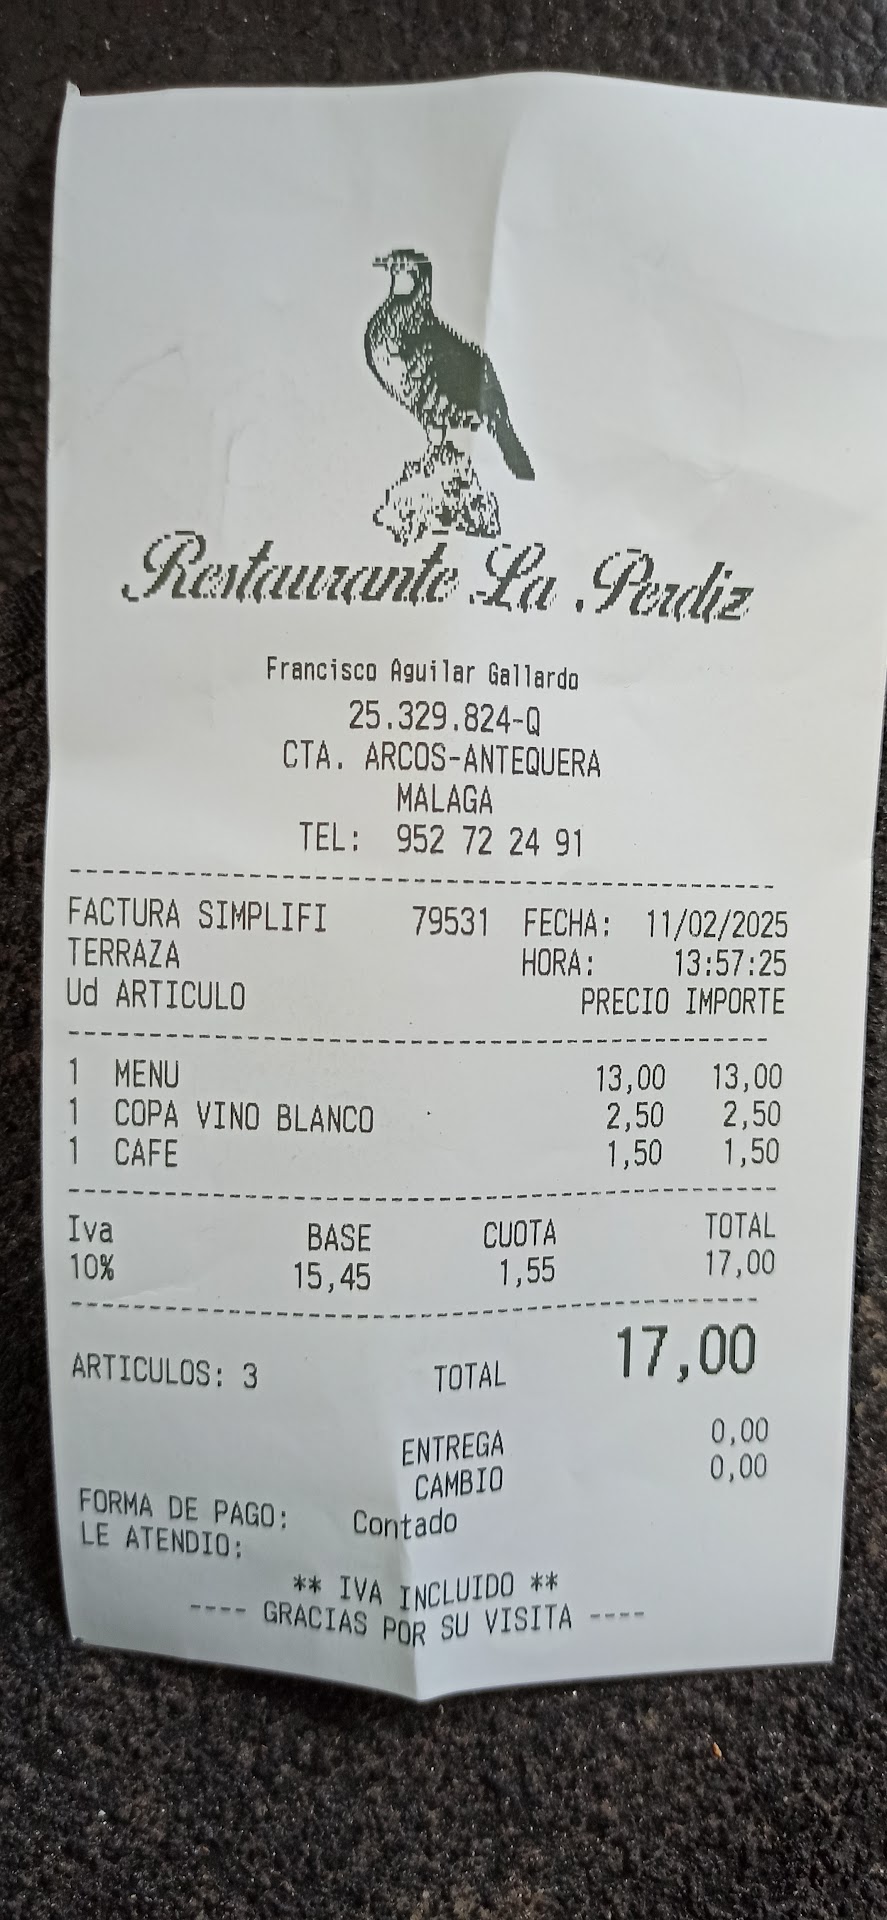 Restaurante La Perdiz
Francisco Aguilar Gallardo
25.329.824-Q
CTA. ARCOS-ANTEQUERA
MALAGA
TEL: 952 72 24 91
FACTURA SIMPLIFI 79531 FECHA: 11/02/2025
TERRAZA HORA: 13:57:25
Ud ARTICULO PRECIO IMPORTE
1 MENU 13,00 13,00
1 COPA VINO BLANCO 2,50 2,50
1 CAFE 1,50 1,50
Iva BASE CUOTA TOTAL
10% 15,45 1,55 17,00
ARTICULOS: 3 TOTAL 17,00
ENTREGA 0,00
CAMBIO 0,00
FORMA DE PAGO: Contado
LE ATENDIO:
** IVA INCLUIDO **
---- GRACIAS POR SU VISITA ----